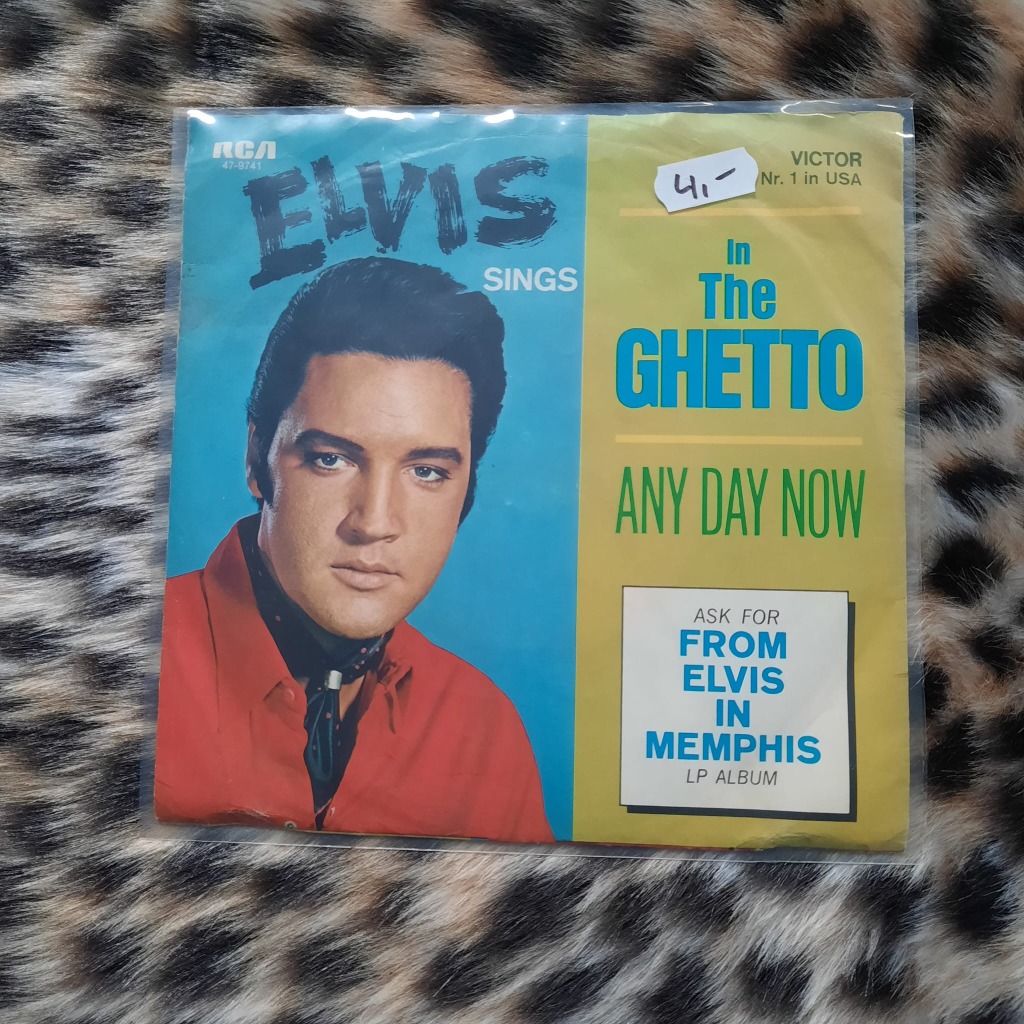 RCA
47-9741
ELVIS
SINGS
4,-
VICTOR
Nr. 1 in USA
In
The
GHETTO
ANY DAY NOW
ASK FOR
FROM
ELVIS
IN
MEMPHIS
LP ALBUM